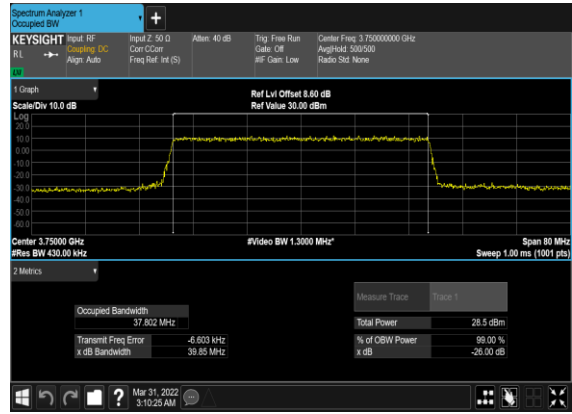 Spectrum Analyzer 1
Occupied BW
+
KEYSIGHT Input: RF Input Z: 50 Ω Atten: 40 dB Trig: Free Run Center Freq: 3.750000000 GHz
RL Coupling: DC Corr CCorr Gate: Off Avg|Hold: 500/500
Align: Auto Freq Ref: Int (S) #IF Gain: Low Radio Std: None
1 Graph
Ref Lvl Offset 8.60 dB
Scale/Div 10.0 dB Ref Value 30.00 dBm
Log
20.0
10.0
0.00
-10.0
-20.0
-30.0
-40.0
-50.0
-60.0
Center 3.75000 GHz #Video BW 1.3000 MHz* Span 80 MHz
#Res BW 430.00 kHz Sweep 1.00 ms (1001 pts)
2 Metrics
Measure Trace Trace 1
Occupied Bandwidth
37.802 MHz Total Power 28.5 dBm
Transmit Freq Error -6.603 kHz % of OBW Power 99.00 %
x dB Bandwidth 39.85 MHz x dB -26.00 dB
? Mar 31, 2022
3:10:25 AM